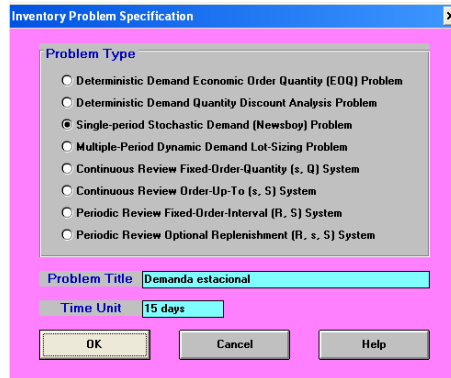 Inventory Problem Specification
Problem Type
Deterministic Demand Economic Order Quantity (EOQ) Problem
Deterministic Demand Quantity Discount Analysis Problem
Single-period Stochastic Demand (Newsboy) Problem
Multiple-Period Dynamic Demand Lot-Sizing Problem
Continuous Review Fixed-Order-Quantity (s, Q) System
Continuous Review Order-Up-To (s, S) System
Periodic Review Fixed-Order-Interval (R, S) System
Periodic Review Optional Replenishment (R, s, S) System
Problem Title Demanda estacional
Time Unit 15 days
OK Cancel Help